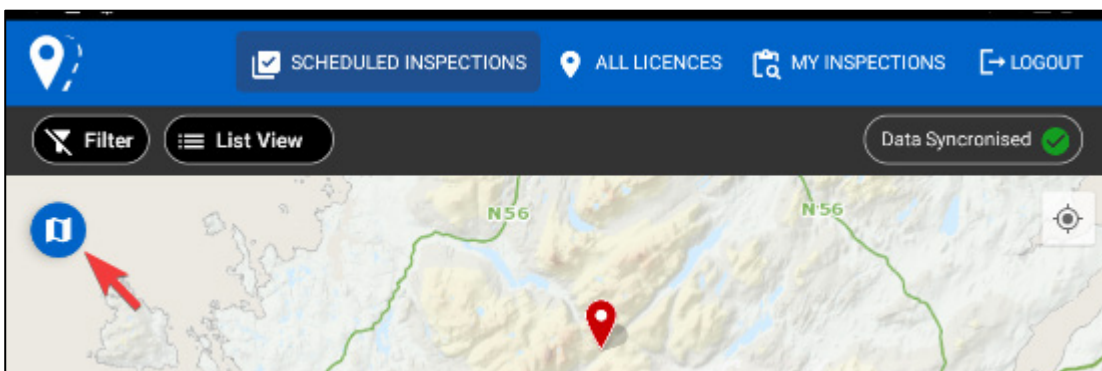 SCHEDULED INSPECTIONS
ALL LICENCES
MY INSPECTIONS
LOGOUT
Filter
List View
Data Syncronised
N56
N56